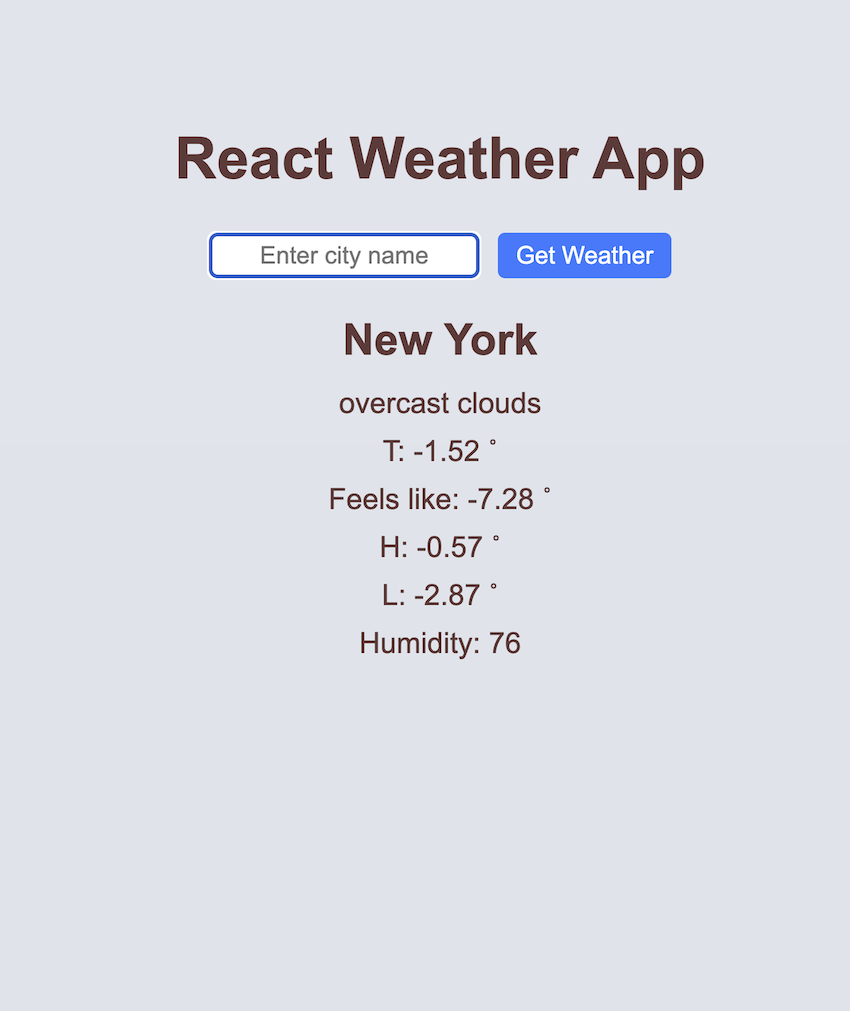 React Weather App
Enter city name Get Weather
New York
overcast clouds
T: -1.52 ˚
Feels like: -7.28 ˚
H: -0.57 ˚
L: -2.87 ˚
Humidity: 76